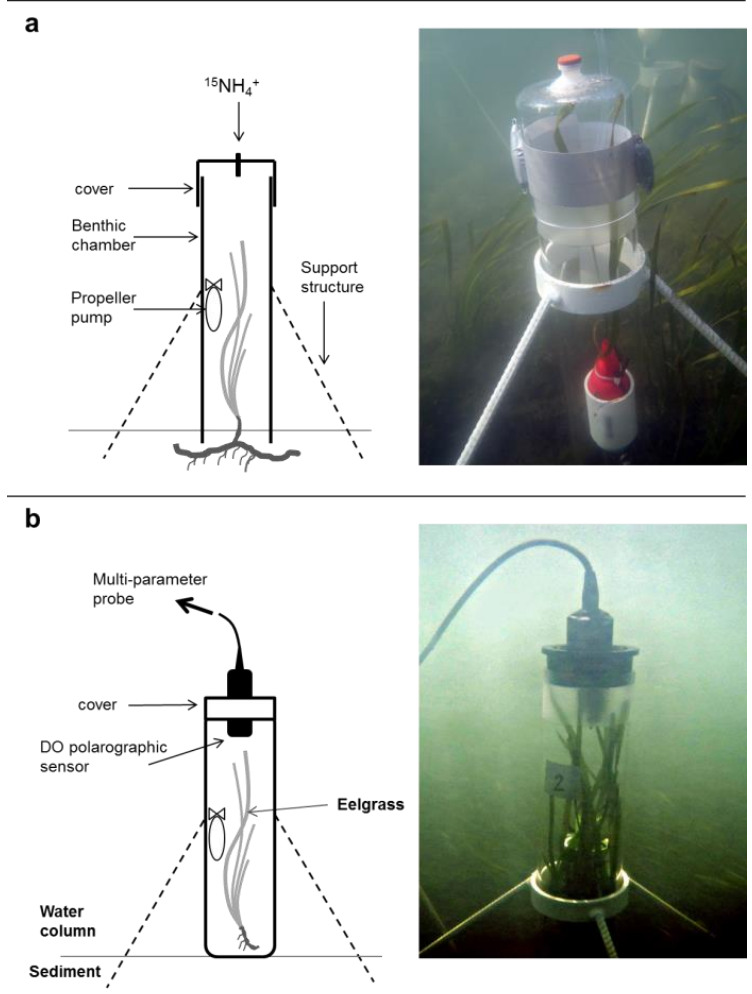 a
¹⁵NH₄⁺
cover
Benthic
chamber
Support
structure
Propeller
pump
b
Multi-parameter
probe
cover
DO polarographic
sensor
Eelgrass
2
Water
column
Sediment